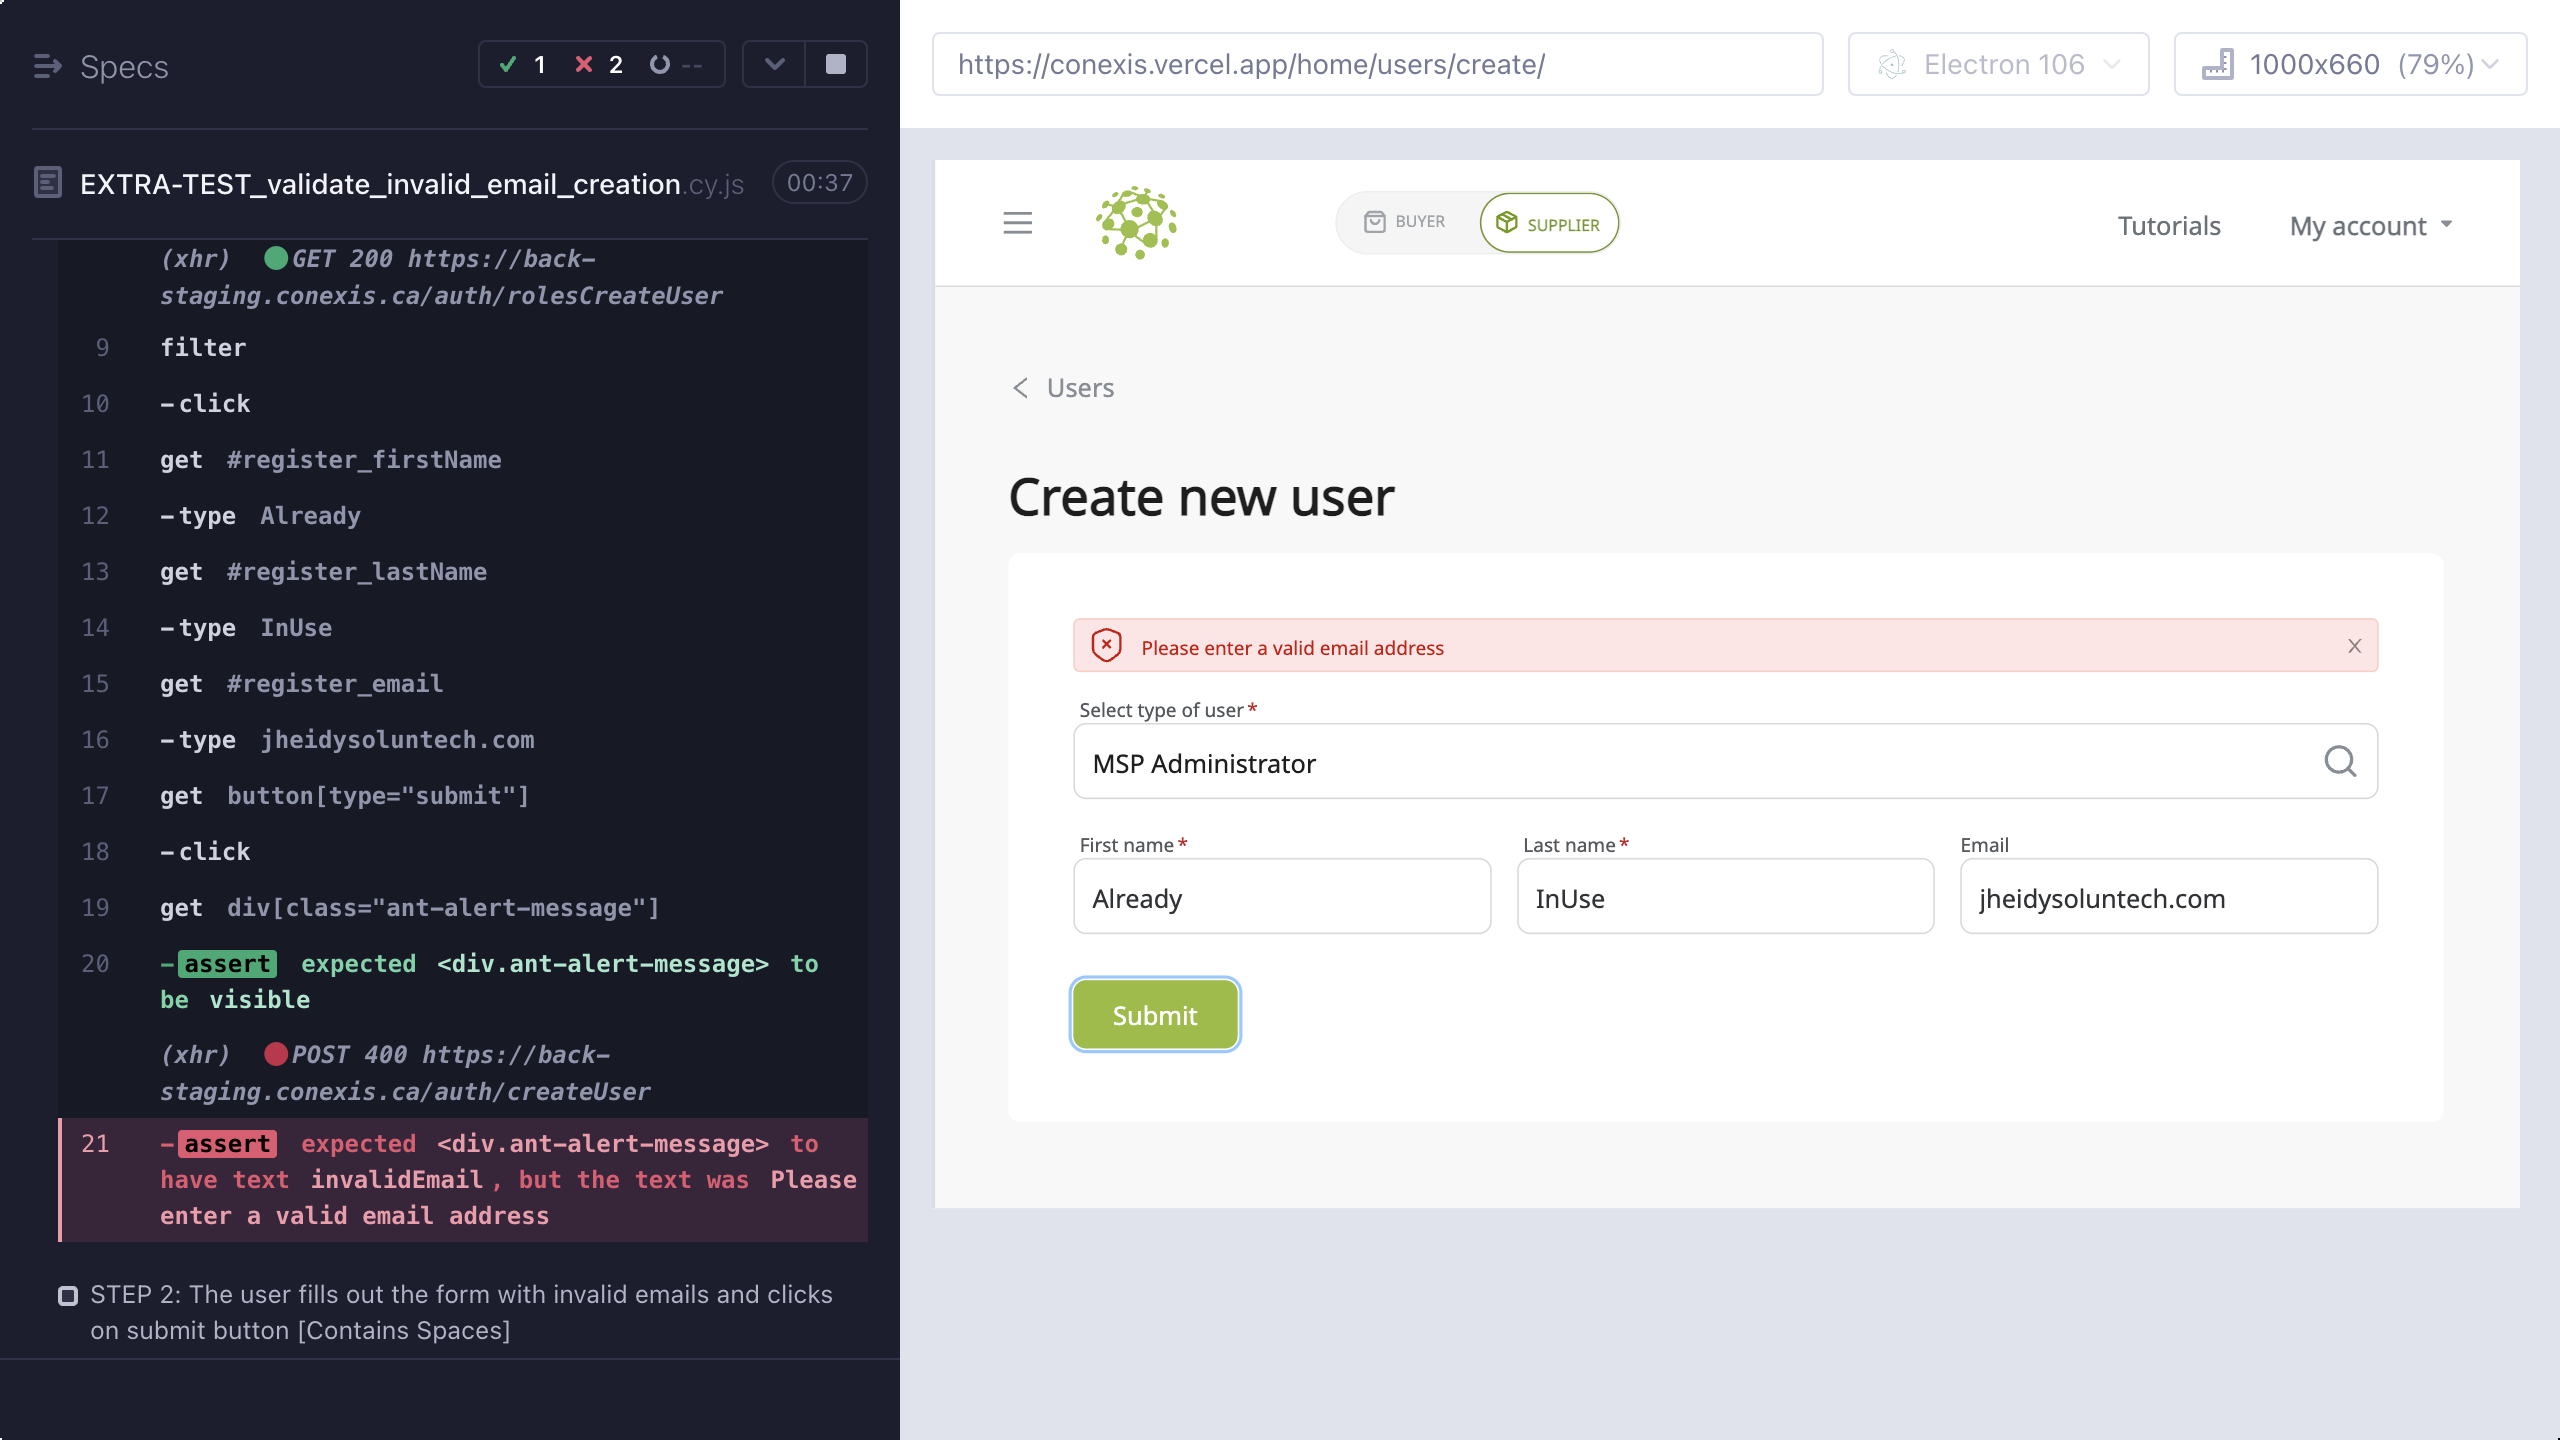 Specs
1 2 --
EXTRA-TEST_validate_invalid_email_creation.cy.js 00:37
(xhr) GET 200 https://back-
staging.conexis.ca/auth/rolesCreateUser
9 filter
10 -click
11 get #register_firstName
12 -type Already
13 get #register_lastName
14 -type InUse
15 get #register_email
16 -type jheidysoluntech.com
17 get button[type="submit"]
18 -click
19 get div[class="ant-alert-message"]
20 -assert expected <div.ant-alert-message> to
be visible
(xhr) POST 400 https://back-
staging.conexis.ca/auth/createUser
21 -assert expected <div.ant-alert-message> to
have text invalidEmail, but the text was Please
enter a valid email address
STEP 2: The user fills out the form with invalid emails and clicks
on submit button [Contains Spaces]
https://conexis.vercel.app/home/users/create/
Electron 106
1000x660 (79%)
BUYER
SUPPLIER
Tutorials
My account
Users
Create new user
Please enter a valid email address
Select type of user*
MSP Administrator
First name* Last name* Email
Already InUse jheidysoluntech.com
Submit